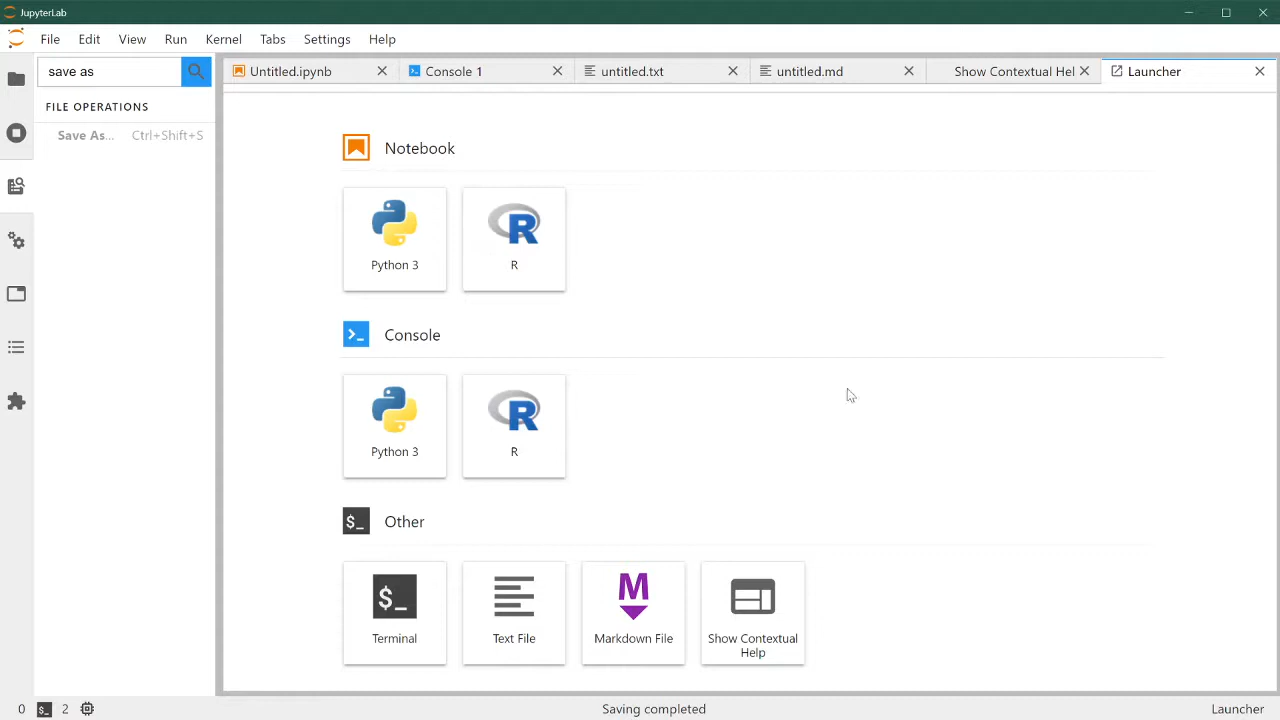 JupyterLab
File Edit View Run Kernel Tabs Settings Help
save as
Untitled.ipynb Console 1 untitled.txt untitled.md Show Contextual Hel Launcher
FILE OPERATIONS
Save As... Ctrl+Shift+S
Notebook
Python 3 R
Console
Python 3 R
Other
$_ Terminal Text File Markdown File Show Contextual
Help
0 $_ 2 Saving completed Launcher